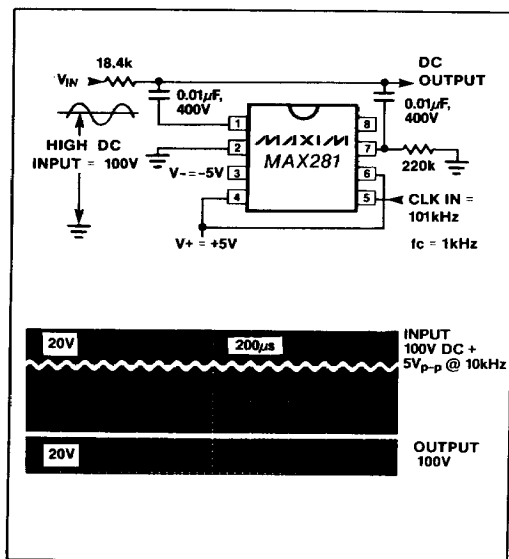 18.4k
VIN
DC
OUTPUT
0.01µF,
400V
0.01µF,
400V
HIGH DC
INPUT = 100V
1
2
3
4
8
7
6
5
MAXIM
MAX281
220k
V–=–5V
CLK IN =
101kHz
V+ = +5V
fc = 1kHz
20V
200µs
INPUT
100V DC +
5Vp-p @ 10kHz
20V
OUTPUT
100V